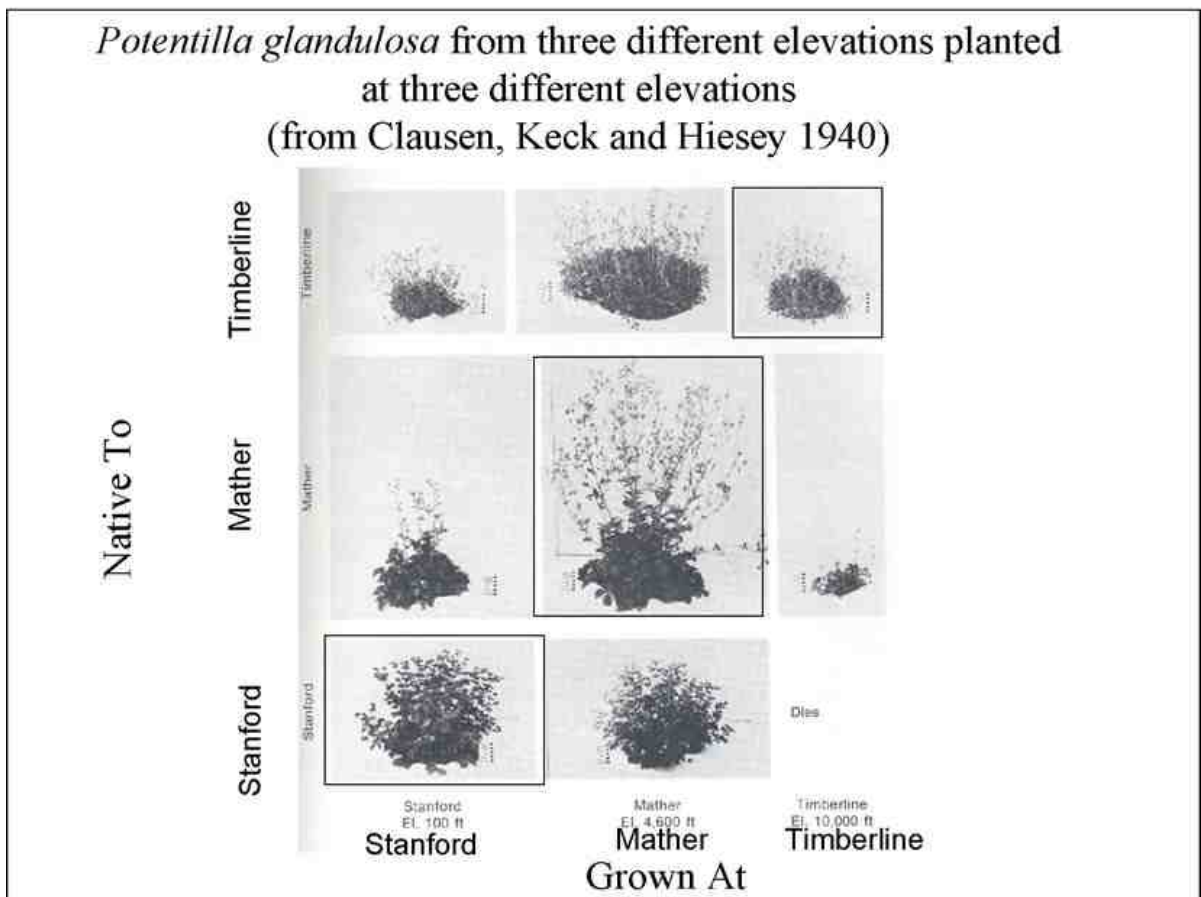 Potentilla glandulosa from three different elevations planted
at three different elevations
(from Clausen, Keck and Hiesey 1940)
Native To
Timberline
Timberline
Mather
Mather
Stanford
Stanford
Dies
Stanford
El. 100 ft
Mather
El. 4,600 ft
Timberline
El. 10,000 ft
Stanford
Mather
Timberline
Grown At